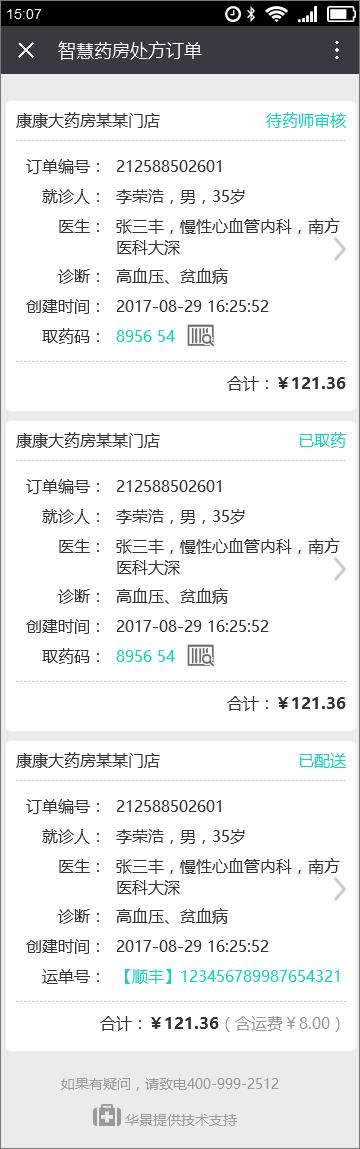 15:07
智慧药房处方订单
康康大药房某某门店 待药师审核
订单编号： 212588502601
就诊人： 李荣浩，男，35岁
医生： 张三丰，慢性心血管内科，南方
医科大深
诊断： 高血压、贫血病
创建时间： 2017-08-29 16:25:52
取药码： 8956 54
合计：￥121.36
康康大药房某某门店 已取药
订单编号： 212588502601
就诊人： 李荣浩，男，35岁
医生： 张三丰，慢性心血管内科，南方
医科大深
诊断： 高血压、贫血病
创建时间： 2017-08-29 16:25:52
取药码： 8956 54
合计：￥121.36
康康大药房某某门店 已配送
订单编号： 212588502601
就诊人： 李荣浩，男，35岁
医生： 张三丰，慢性心血管内科，南方
医科大深
诊断： 高血压、贫血病
创建时间： 2017-08-29 16:25:52
运单号： 【顺丰】123456789987654321
合计：￥121.36（含运费￥8.00）
如果有疑问，请致电400-999-2512
华景提供技术支持